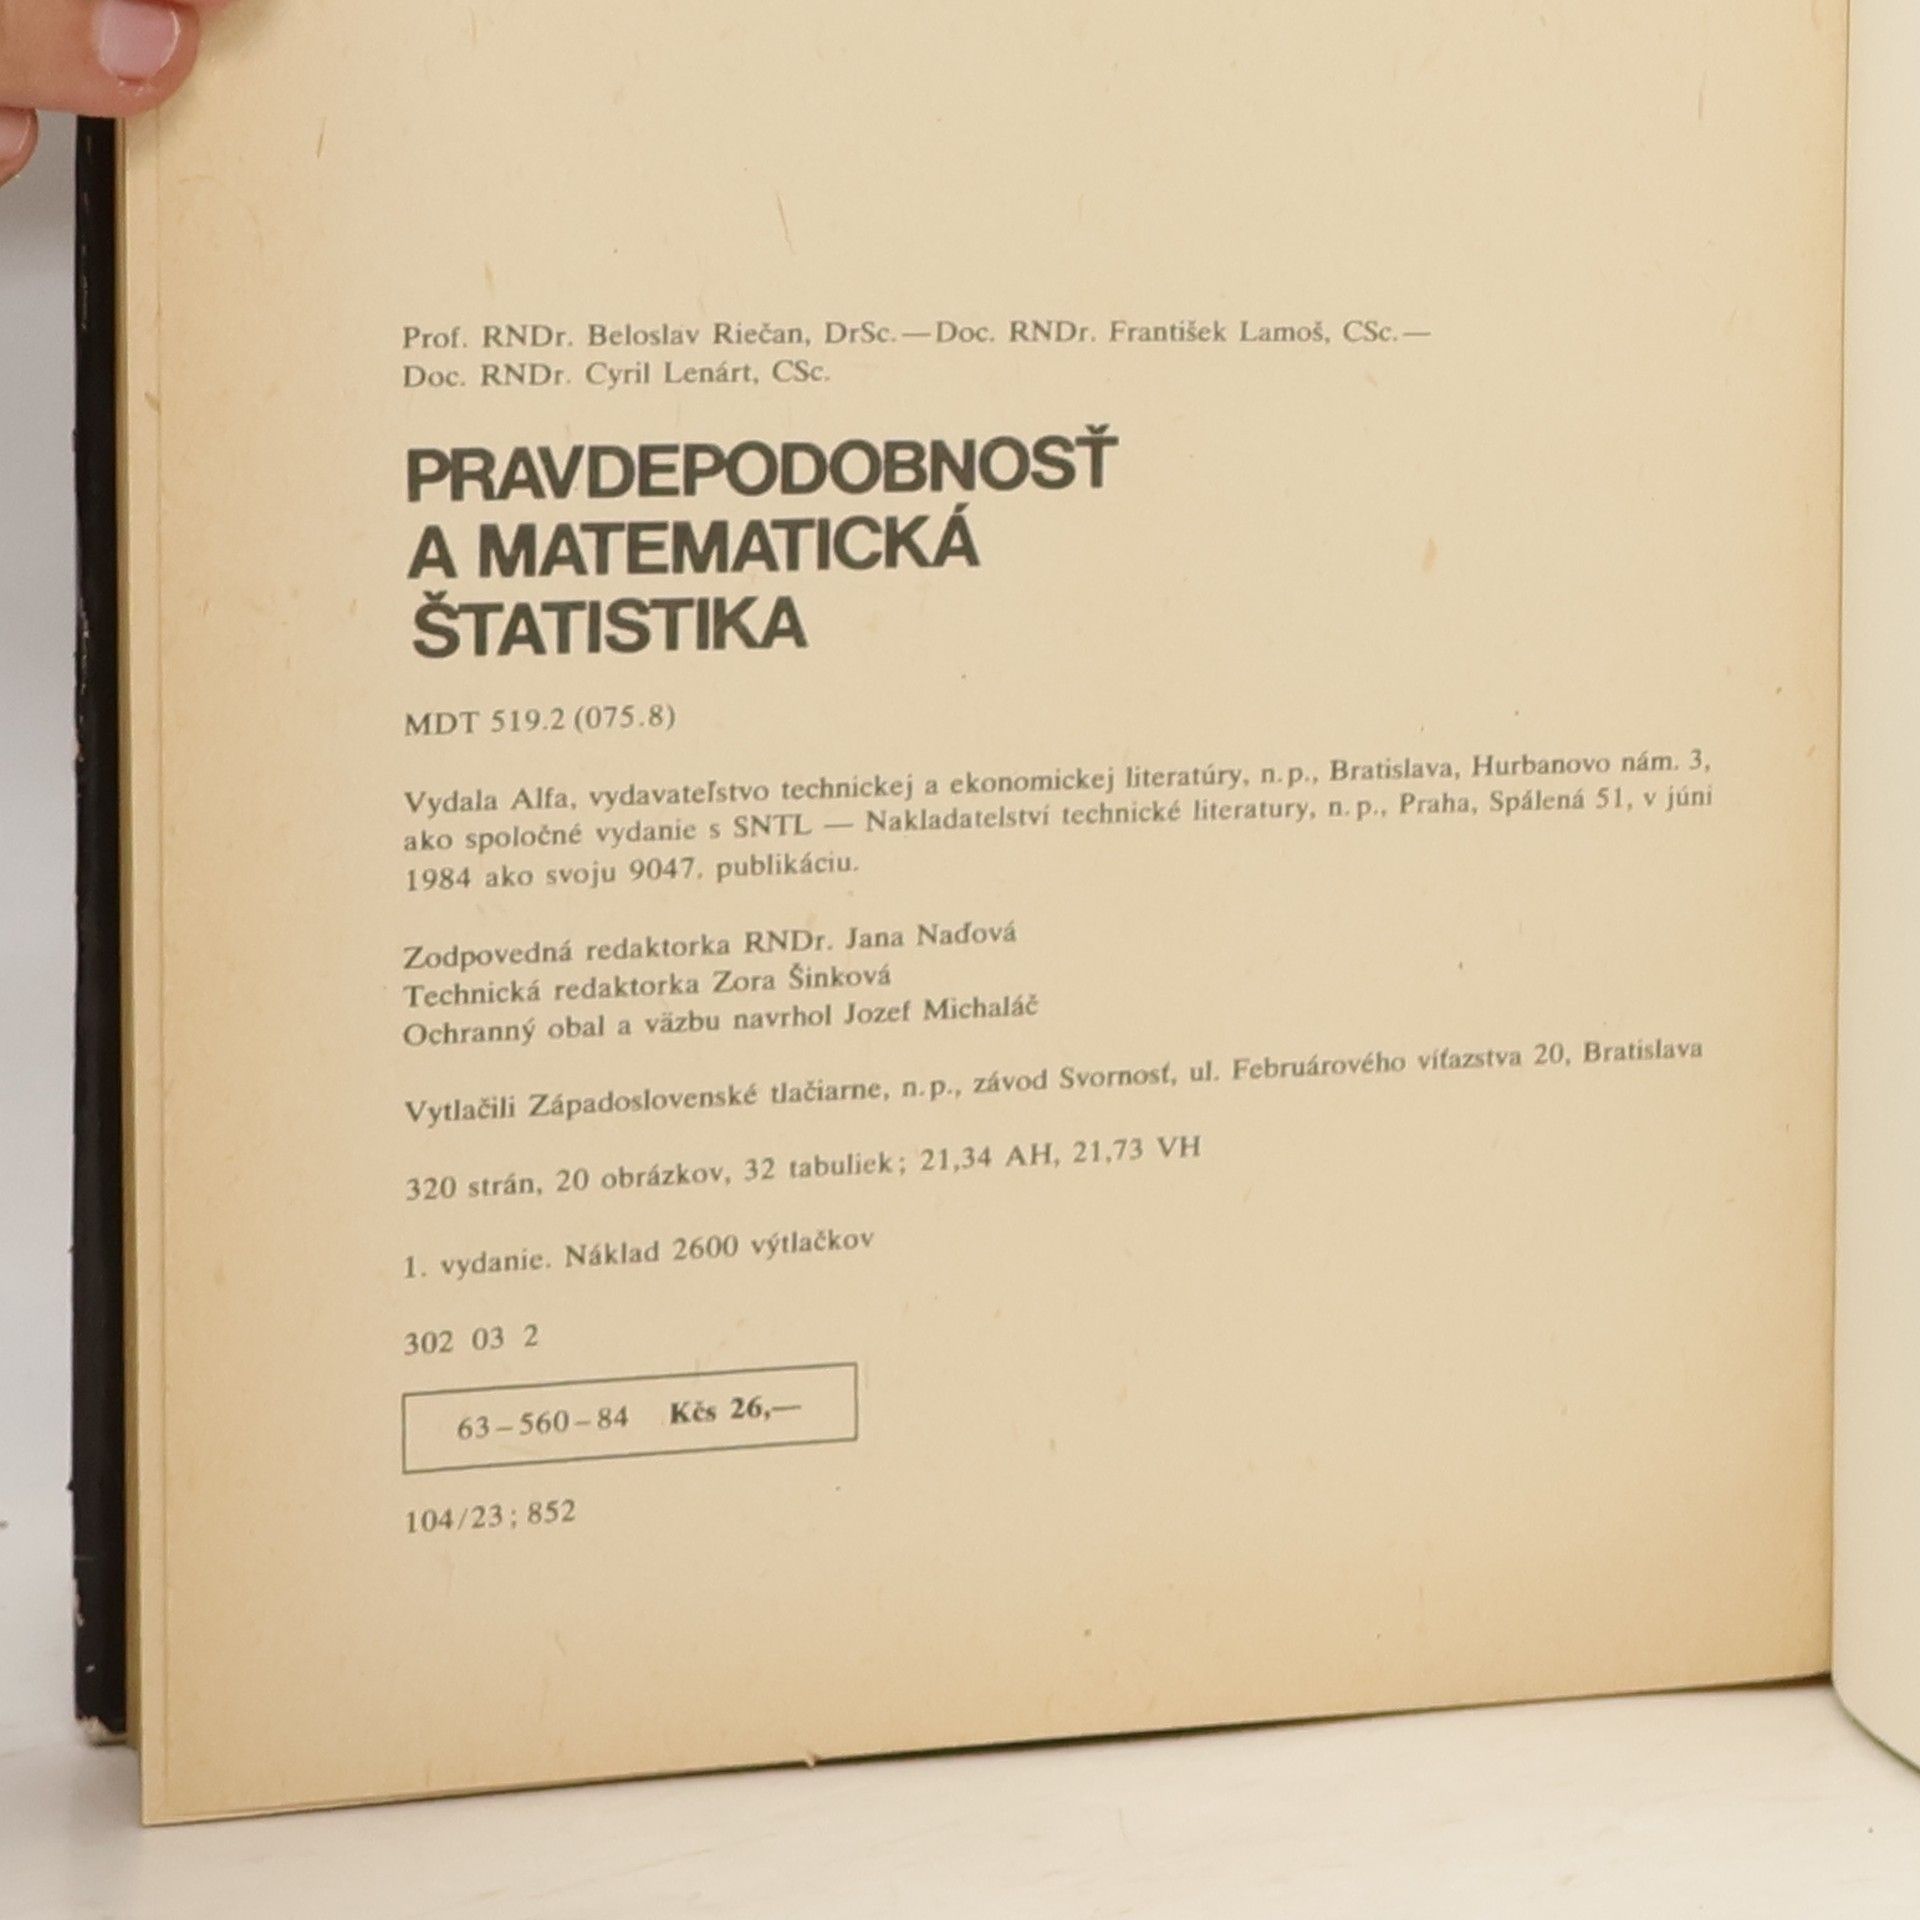 Prof. RNDr. Beloslav Riečan, DrSc. — Doc. RNDr. František Lamoš, CSc. —
Doc. RNDr. Cyril Lenárt, CSc.
PRAVDEPODOBNOSŤ
A MATEMATICKÁ
ŠTATISTIKA
MDT 519.2 (075.8)
Vydala Alfa, vydavateľstvo technickej a ekonomickej literatúry, n. p., Bratislava, Hurbanovo nám. 3,
ako spoločné vydanie s SNTL — Nakladatelství technické literatury, n. p., Praha, Spálená 51, v júni
1984 ako svoju 9047. publikáciu.
Zodpovedná redaktorka RNDr. Jana Naďová
Technická redaktorka Zora Šinková
Ochranný obal a väzbu navrhol Jozef Michaláč
Vytlačili Západoslovenské tlačiarne, n. p., závod Svornosť, ul. Februárového víťazstva 20, Bratislava
320 strán, 20 obrázkov, 32 tabuliek; 21,34 AH, 21,73 VH
1. vydanie. Náklad 2600 výtlačkov
302 03 2
63 – 560 – 84 Kčs 26,—
104/23; 852